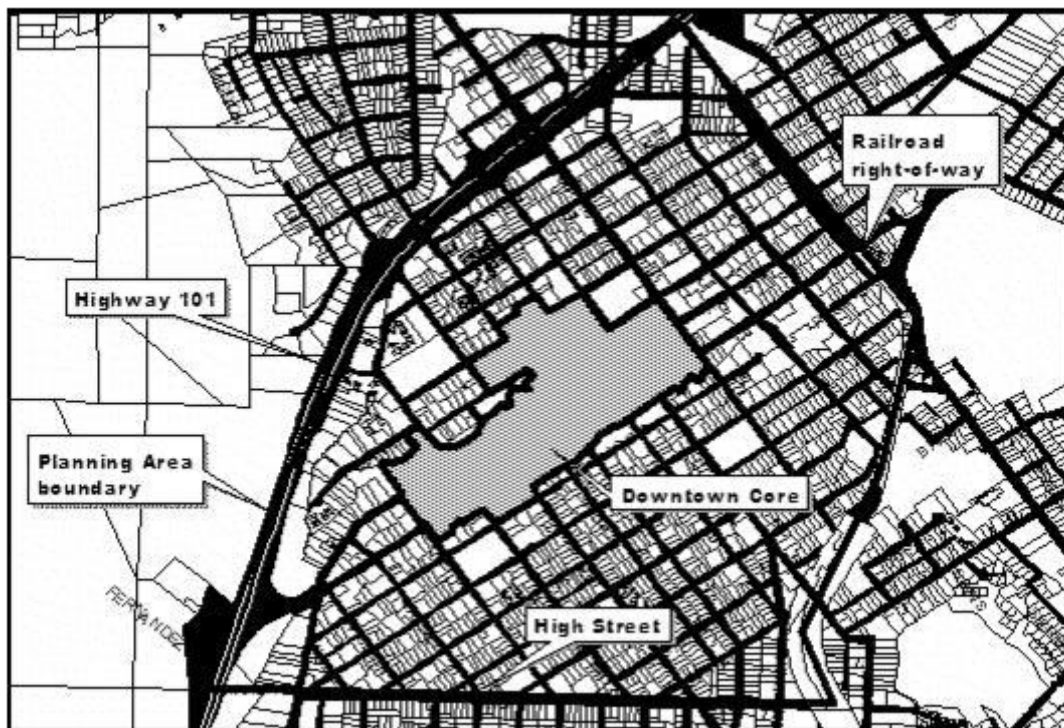 Railroad
right-of-way
Highway 101
Planning Area
boundary
Downtown Core
High Street
FERNANDEZ